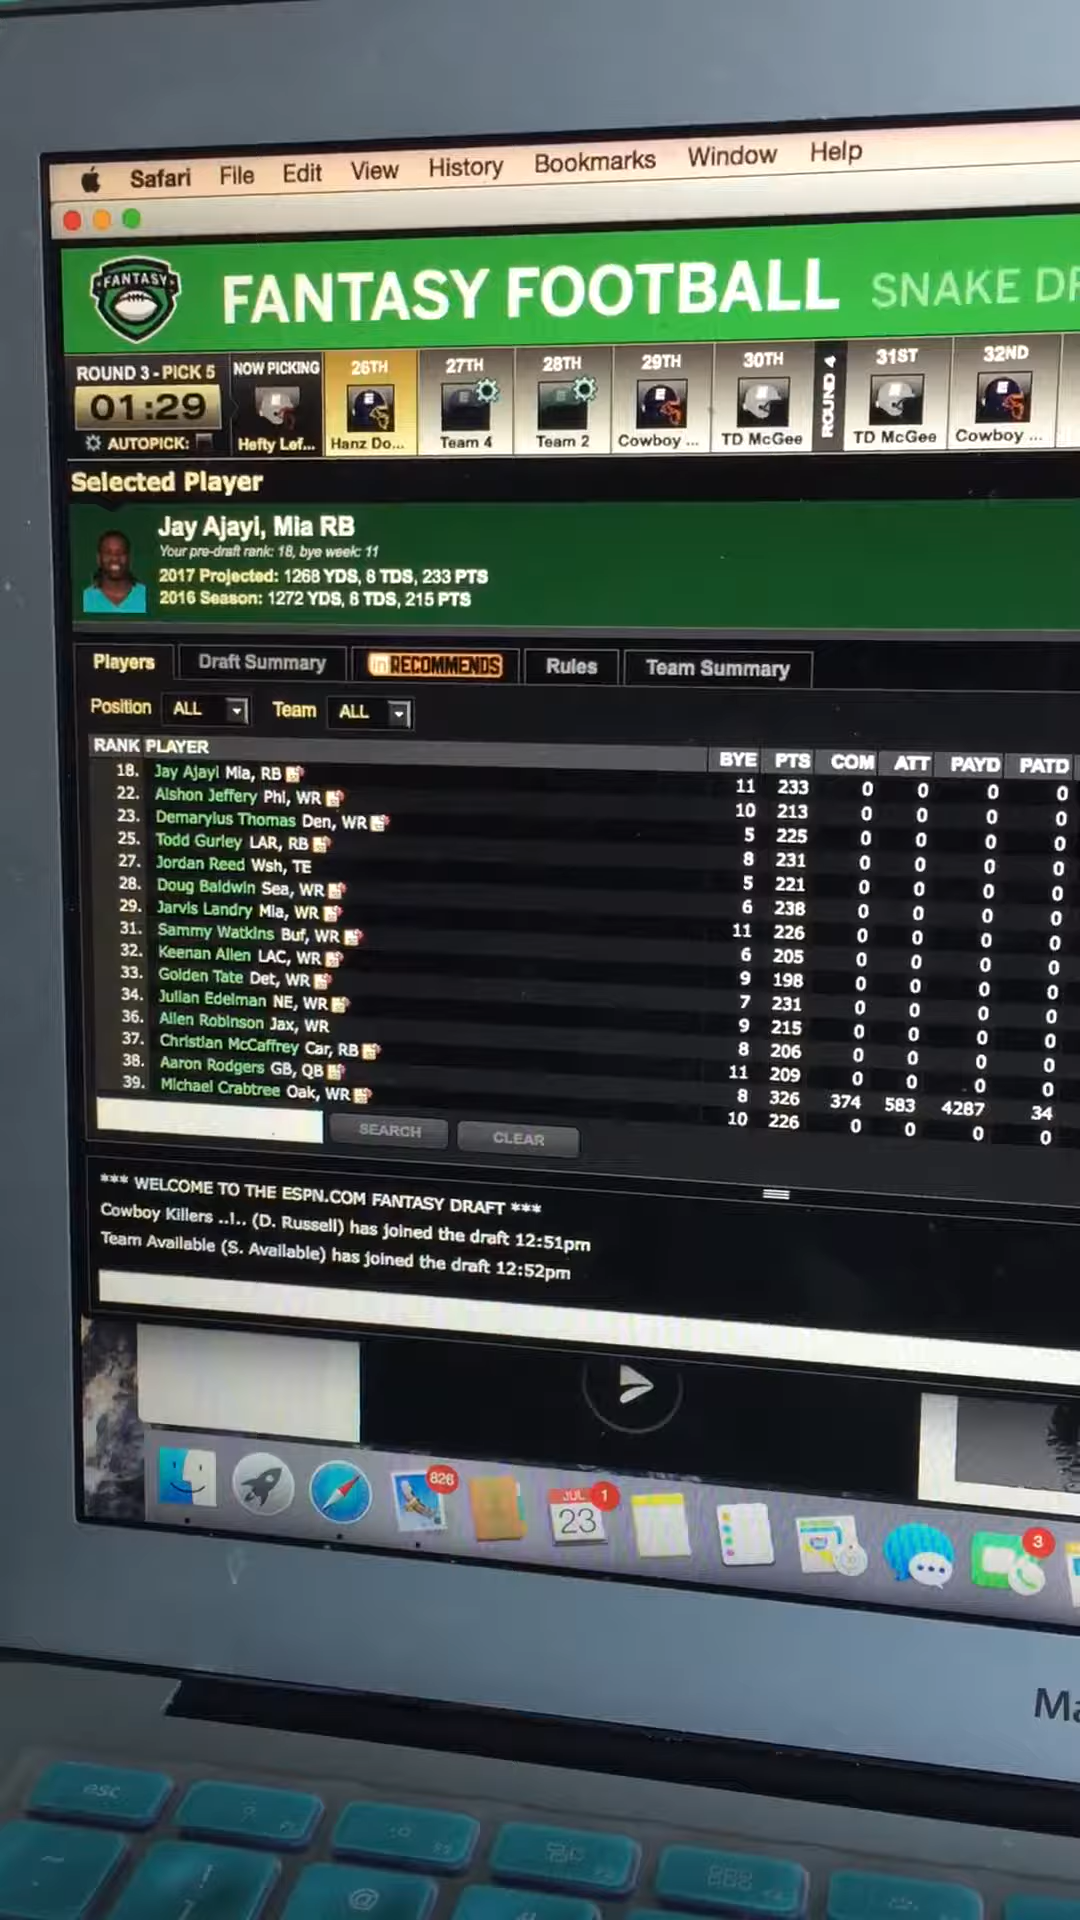 Safari File Edit View History Bookmarks Window Help
FANTASY
FANTASY FOOTBALL SNAKE DR
ROUND 3 - PICK 5
01:29
AUTOPICK:
NOW PICKING
Hefty Lef...
26TH
Hanz Do...
27TH
Team 4
28TH
Team 2
29TH
Cowboy ...
30TH
TD McGee
ROUND 4
31ST
TD McGee
32ND
Cowboy ...
Selected Player
Jay Ajayi, Mia RB
Your pre-draft rank: 18, bye week: 11
2017 Projected: 1268 YDS, 8 TDS, 233 PTS
2016 Season: 1272 YDS, 8 TDS, 215 PTS
Players Draft Summary inRECOMMENDS Rules Team Summary
Position ALL Team ALL
RANK PLAYER BYE PTS COM ATT PAYD PATD
18. Jay Ajayi Mia, RB 11 233 0 0 0 0
22. Alshon Jeffery Phi, WR 10 213 0 0 0 0
23. Demaryius Thomas Den, WR 5 225 0 0 0 0
25. Todd Gurley LAR, RB 8 231 0 0 0 0
27. Jordan Reed Wsh, TE 5 221 0 0 0 0
28. Doug Baldwin Sea, WR 6 238 0 0 0 0
29. Jarvis Landry Mia, WR 11 226 0 0 0 0
31. Sammy Watkins Buf, WR 6 205 0 0 0 0
32. Keenan Allen LAC, WR 9 198 0 0 0 0
33. Golden Tate Det, WR 7 231 0 0 0 0
34. Julian Edelman NE, WR 9 215 0 0 0 0
36. Allen Robinson Jax, WR 8 206 0 0 0 0
37. Christian McCaffrey Car, RB 11 209 0 0 0 0
38. Aaron Rodgers GB, QB 8 326 374 583 4287 34
39. Michael Crabtree Oak, WR 10 226 0 0 0 0
SEARCH CLEAR
*** WELCOME TO THE ESPN.COM FANTASY DRAFT ***
Cowboy Killers ..!.. (D. Russell) has joined the draft 12:51pm
Team Available (S. Available) has joined the draft 12:52pm
826
JUL 1
23
3
Ma
esc